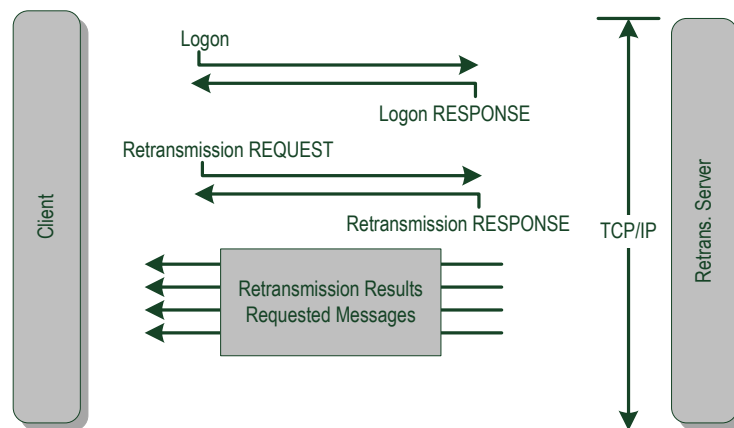 Logon
Logon RESPONSE
Retransmission REQUEST
Retransmission RESPONSE
Retransmission Results
Requested Messages
Client
TCP/IP
Retrans. Server